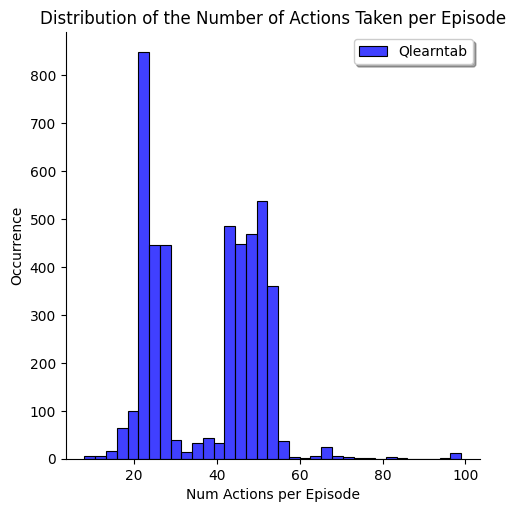 Distribution of the Number of Actions Taken per Episode
Qlearntab
800
700
600
500
400
300
200
100
0
Occurrence
20 40 60 80 100
Num Actions per Episode